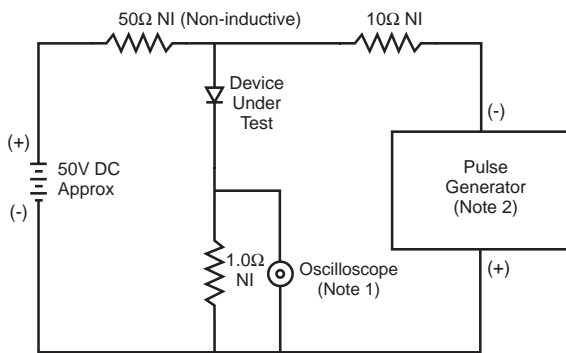 50Ω NI (Non-inductive)
10Ω NI
Device
Under
Test
(-)
(+)
50V DC
Approx
(-)
Pulse
Generator
(Note 2)
1.0Ω
NI
Oscilloscope
(Note 1)
(+)